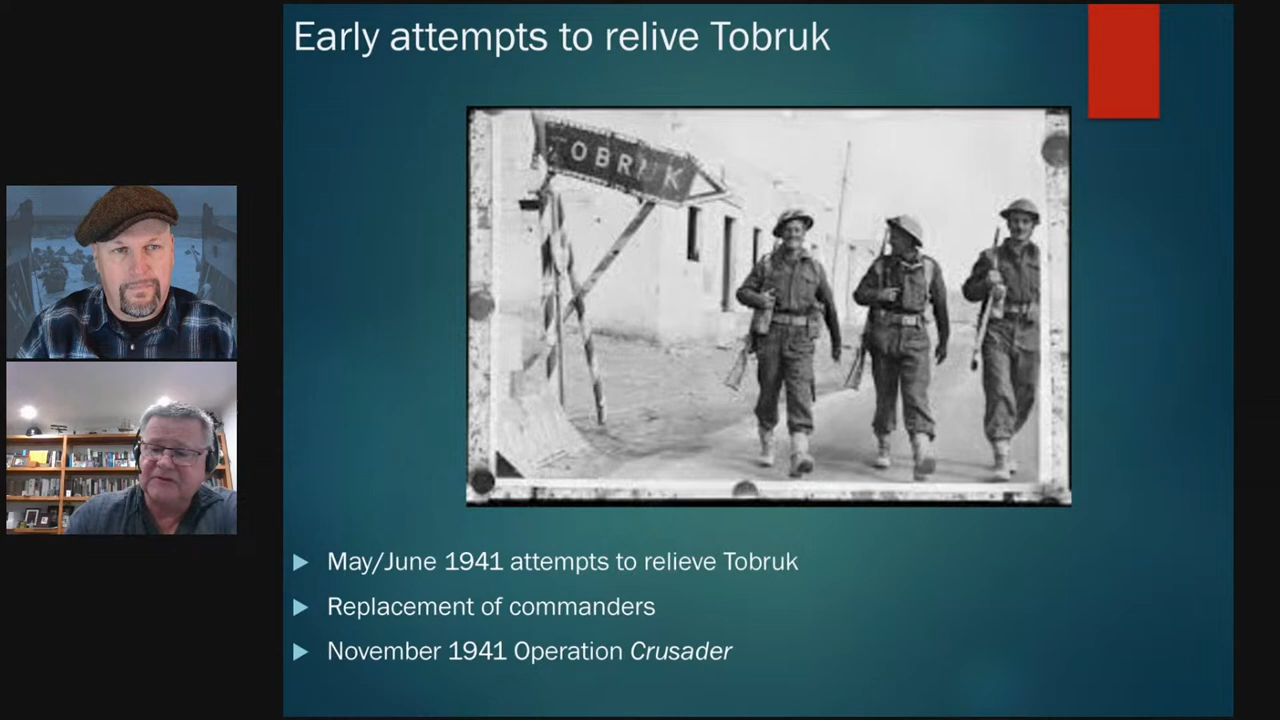 Early attempts to relive Tobruk
TOBRUK
May/June 1941 attempts to relieve Tobruk
Replacement of commanders
November 1941 Operation Crusader